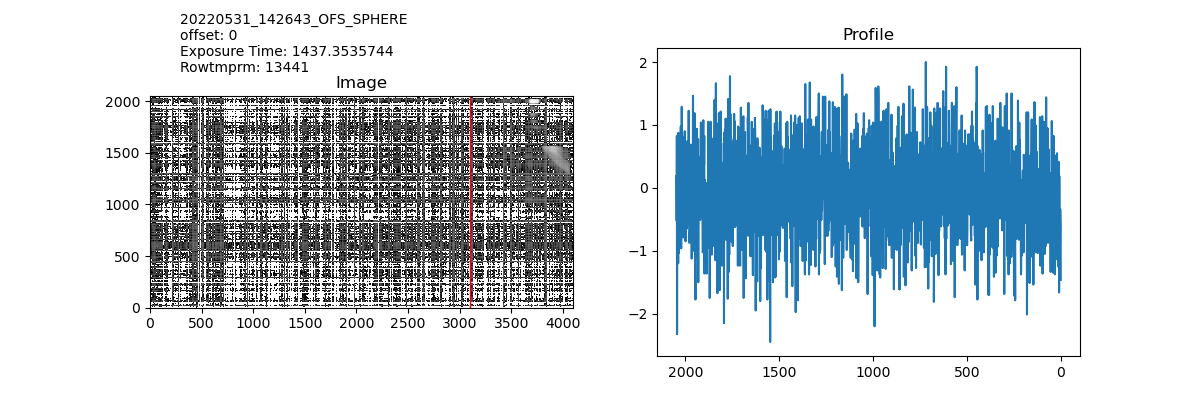 20220531_142643_OFS_SPHERE
offset: 0
Exposure Time: 1437.3535744
Rowtmprm: 13441
Image
Profile
2000
1500
1000
500
0
0 500 1000 1500 2000 2500 3000 3500 4000
2
1
0
−1
−2
2000 1500 1000 500 0